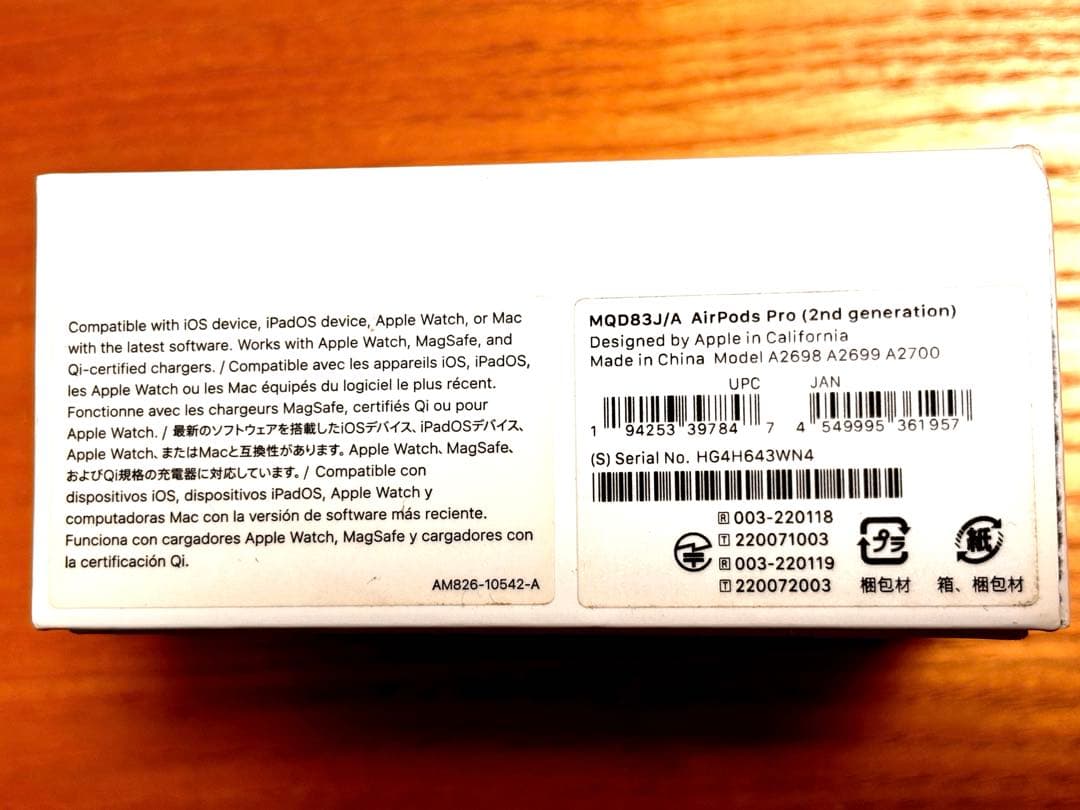 Compatible with iOS device, iPadOS device, Apple Watch, or Mac
with the latest software. Works with Apple Watch, MagSafe, and
Qi-certified chargers. / Compatible avec les appareils iOS, iPadOS,
les Apple Watch ou les Mac équipés du logiciel le plus récent.
Fonctionne avec les chargeurs MagSafe, certifiés Qi ou pour
Apple Watch. / 最新のソフトウェアを搭載したiOSデバイス、iPadOSデバイス、
Apple Watch、またはMacと互換性があります。Apple Watch、MagSafe、
およびQi規格の充電器に対応しています。/ Compatible con
dispositivos iOS, dispositivos iPadOS, Apple Watch y
computadoras Mac con la versión de software más reciente.
Funciona con cargadores Apple Watch, MagSafe y cargadores con
la certificación Qi.
AM826-10542-A
MQD83J/A AirPods Pro (2nd generation)
Designed by Apple in California
Made in China Model A2698 A2699 A2700
UPC JAN
1 94253 39784 7 4 549995 361957
(S) Serial No. HG4H643WN4
R 003-220118
T 220071003
R 003-220119
T 220072003
プラ
梱包材
紙
箱、梱包材